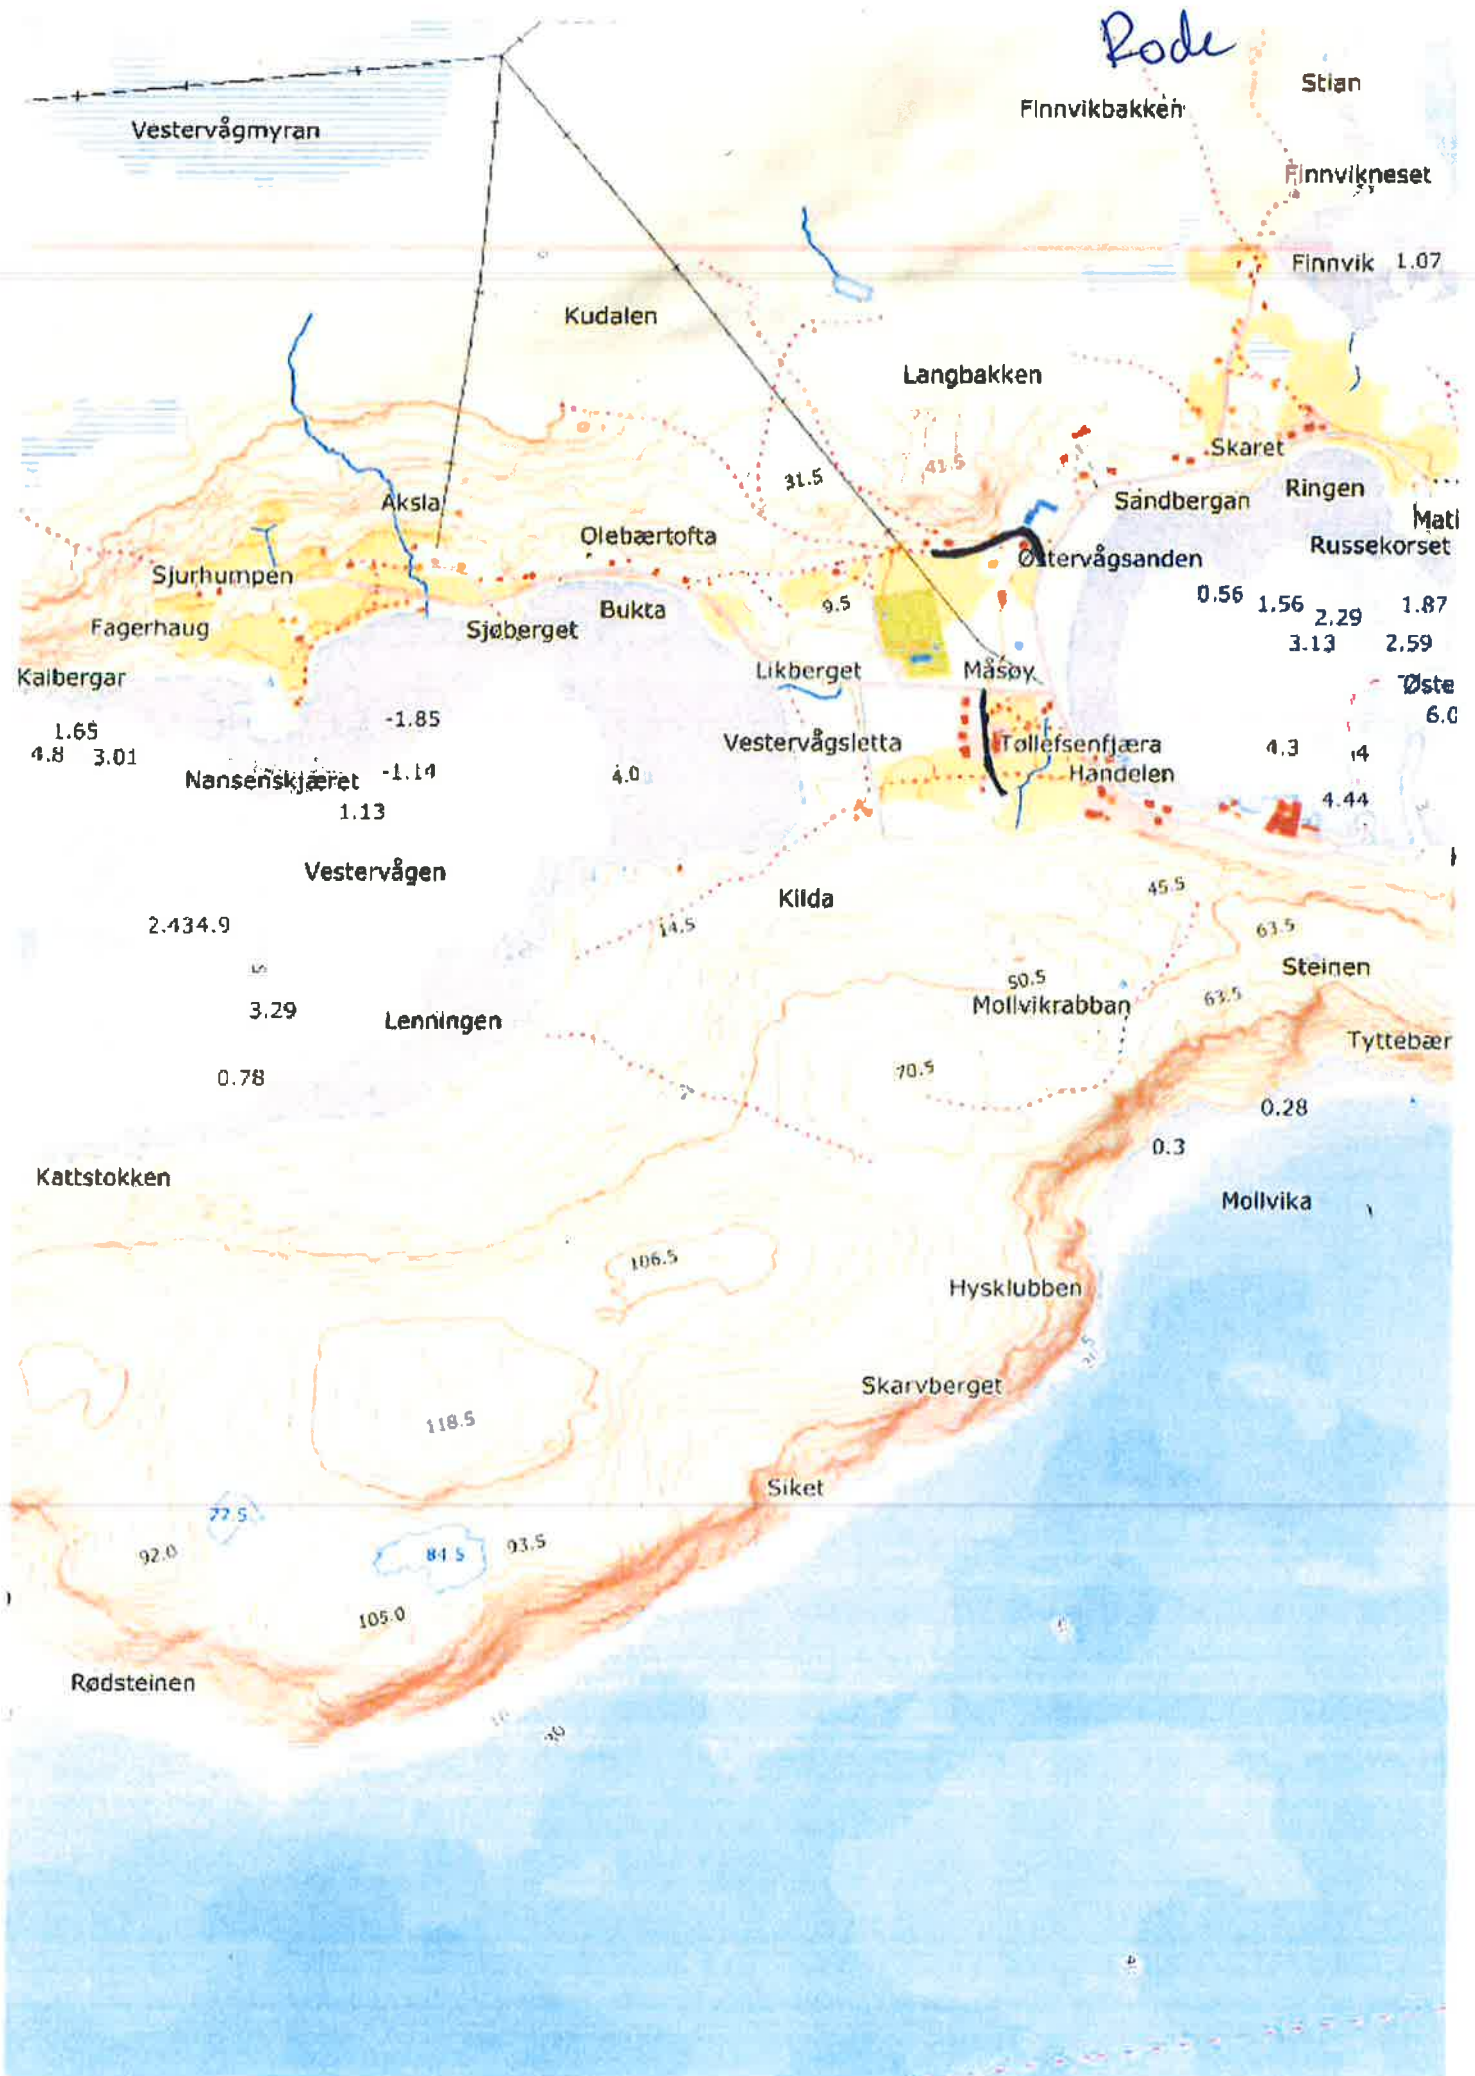 Rode
Stian
Finnvikbakken
Vestervågmyran
Finnvikneset
Finnvik 1.07
Kudalen
Langbakken
Skaret
41.5
31.5
Ringen
Aksla
Sandbergan
Olebærtofta
Russekorset
Østervågsanden
Sjurhumpen
0.56 1.56 2.29 1.87
9.5
Bukta
Fagerhaug
Sjøberget
3.13 2.59
Likberget
Måsøy
Kalbergar
Øste
-1.85
6.0
1.65
Vestervågsletta
Tollefsenfjæra
4.3 14
4.8 3.01
Nansenskjæret
-1.14
4.0
Handelen
1.13
4.44
Vestervågen
45.5
Kilda
2.434.9
14.5
63.5
Steinen
50.5
3.29
Mollvikrabban
63.5
Lenningen
Tyttebær
0.78
70.5
0.28
0.3
Kattstokken
Mollvika
106.5
Hysklubben
Skarvberget
118.5
Siket
77.5
92.0
84.5
93.5
105.0
Rødsteinen
10